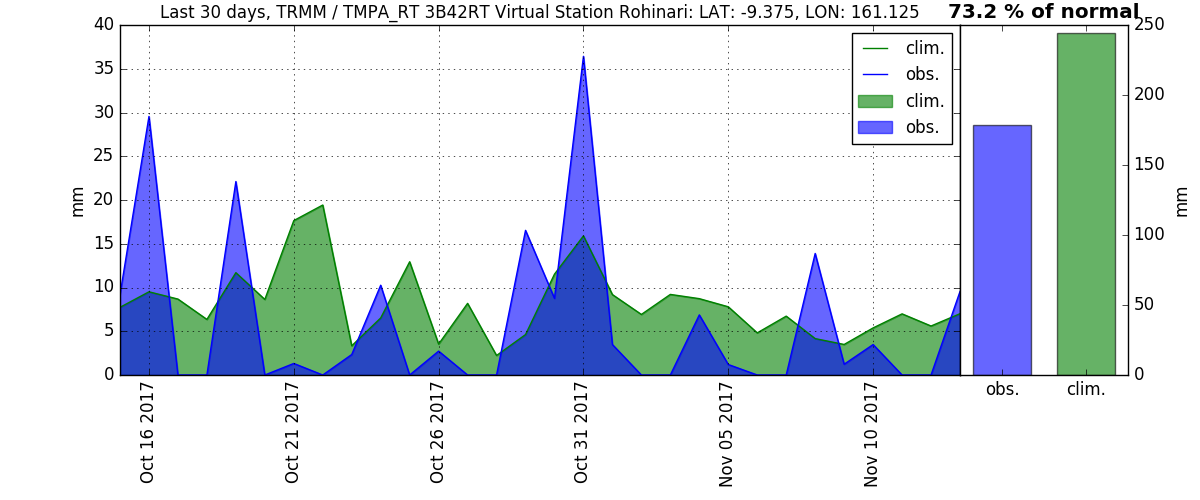 Last 30 days, TRMM / TMPA_RT 3B42RT Virtual Station Rohinari: LAT: -9.375, LON: 161.125
73.2 % of normal
40
35
30
25
20
15
10
5
0
mm
clim.
obs.
clim.
obs.
250
200
150
100
50
0
mm
Oct 16 2017
Oct 21 2017
Oct 26 2017
Oct 31 2017
Nov 05 2017
Nov 10 2017
obs.
clim.